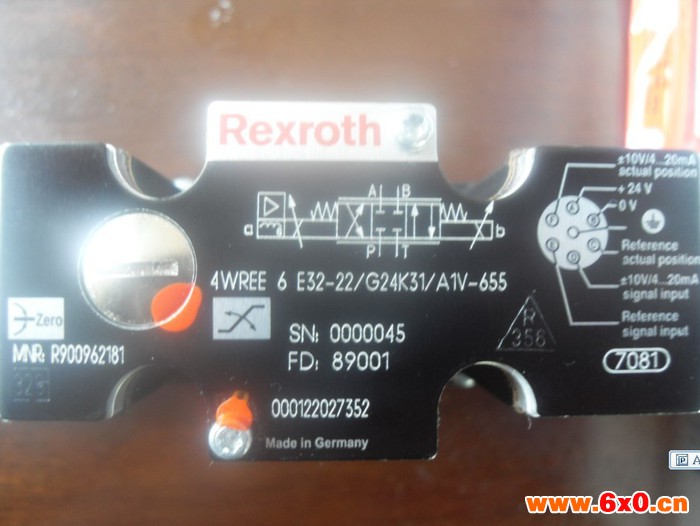 Rexroth
A B
a b
P T
4WREE 6 E32-22/G24K31/A1V-655
Zero
MNR: R900962181
SN: 0000045
FD: 89001
000122027352
Made in Germany
±10V/4...20mA
actual position
+ 24 V
0 V
Reference
actual position
±10V/4...20mA
signal input
Reference
signal input
R
356
7081
P A
www.6x0.cn